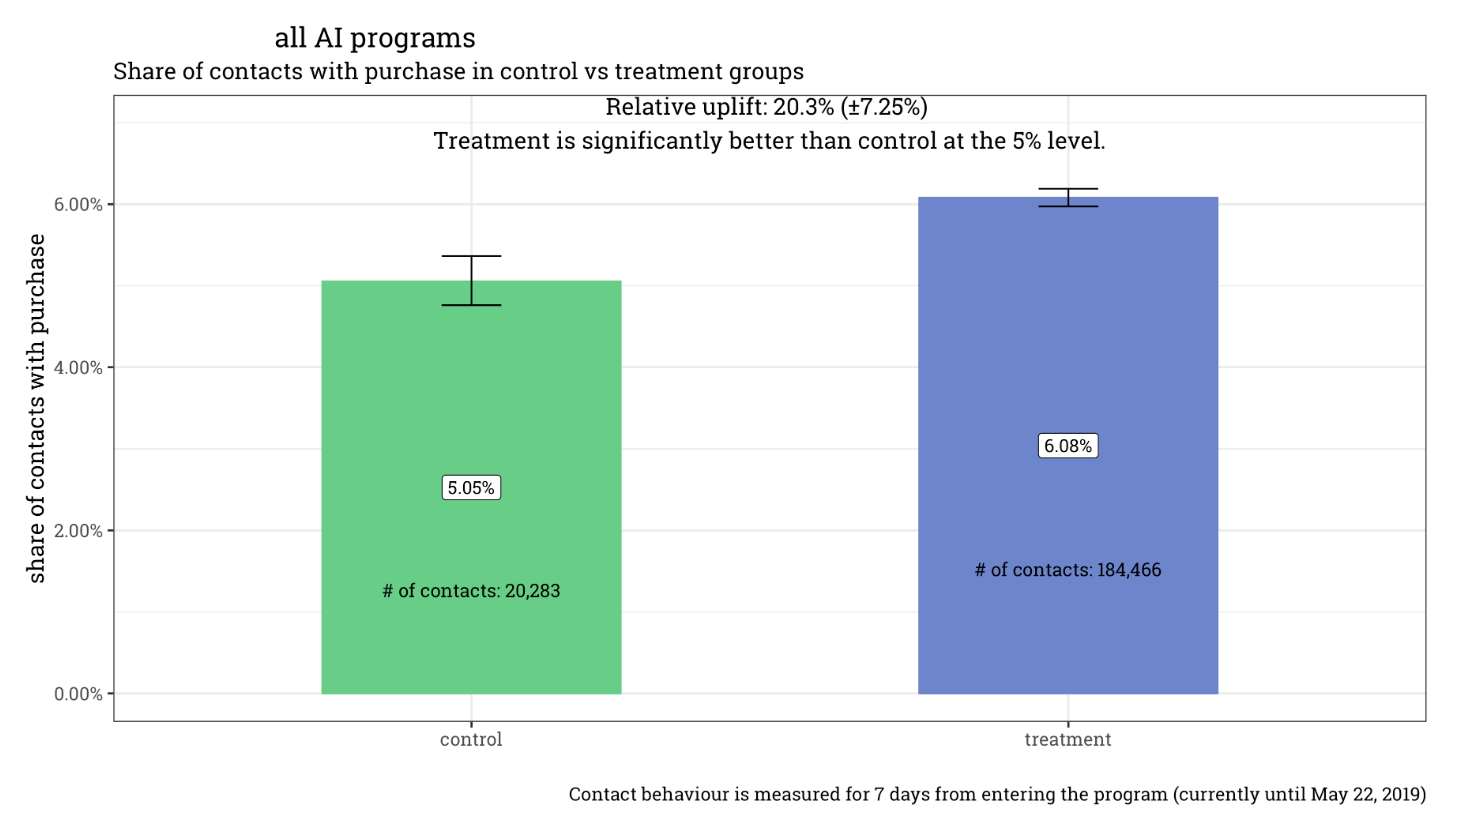 all AI programs
Share of contacts with purchase in control vs treatment groups
Relative uplift: 20.3% (±7.25%)
Treatment is significantly better than control at the 5% level.
share of contacts with purchase
6.00%
4.00%
2.00%
0.00%
5.05%
# of contacts: 20,283
6.08%
# of contacts: 184,466
control
treatment
Contact behaviour is measured for 7 days from entering the program (currently until May 22, 2019)